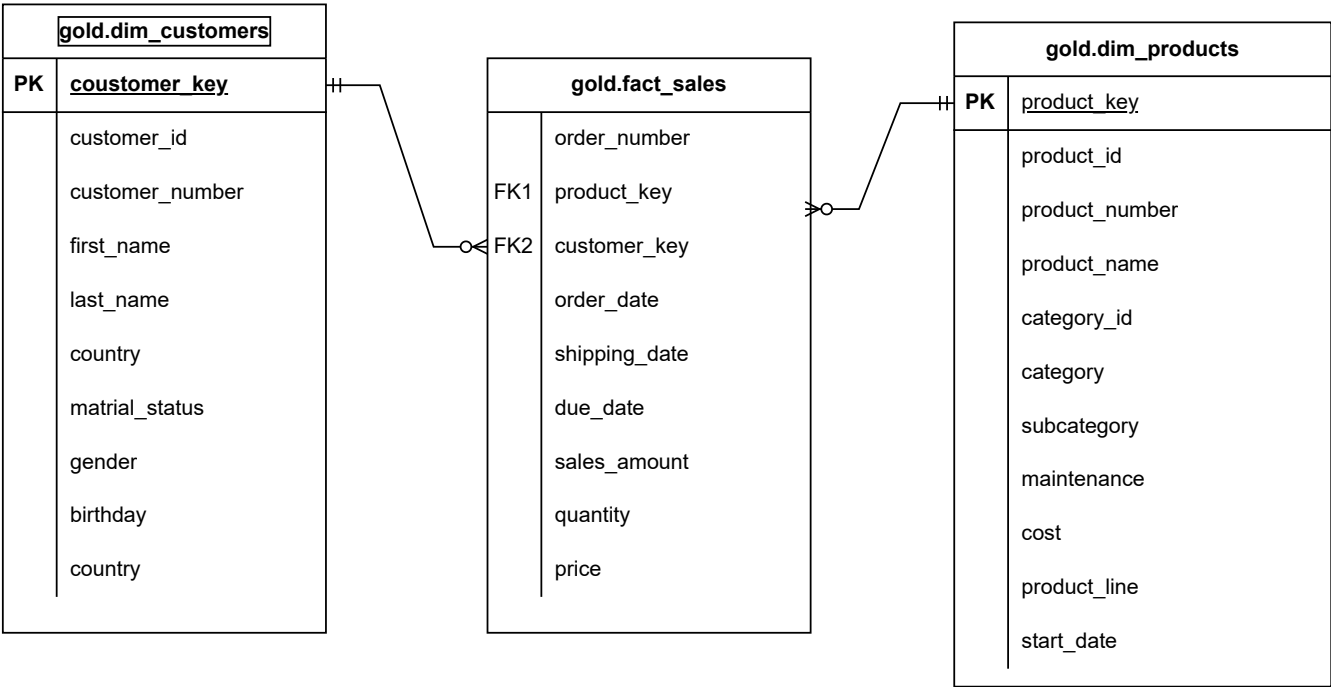 gold.dim_customers
PK coustomer_key
customer_id
customer_number
first_name
last_name
country
matrial_status
gender
birthday
country
gold.fact_sales
order_number
FK1 product_key
FK2 customer_key
order_date
shipping_date
due_date
sales_amount
quantity
price
gold.dim_products
PK product_key
product_id
product_number
product_name
category_id
category
subcategory
maintenance
cost
product_line
start_date